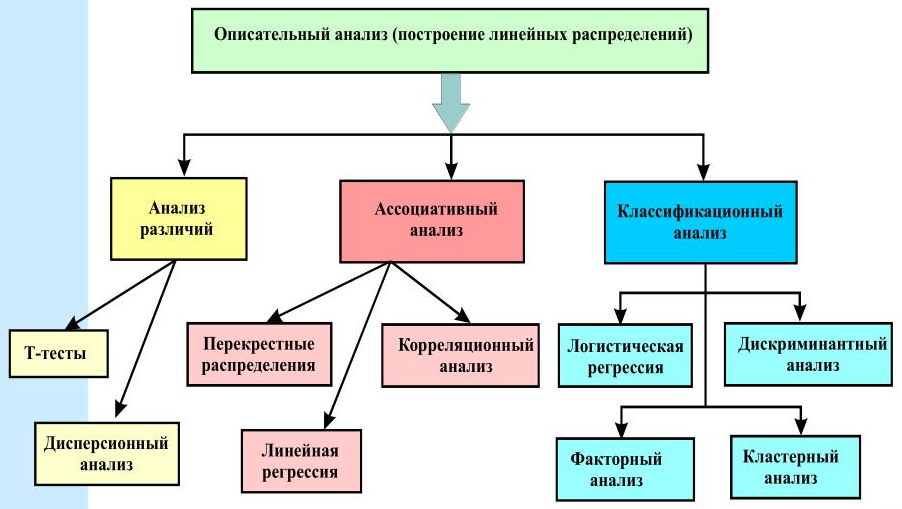 Описательный анализ (построение линейных распределений)
Анализ
различий
Ассоциативный
анализ
Классификационный
анализ
Т-тесты
Перекрестные
распределения
Корреляционный
анализ
Логистическая
регрессия
Дискриминантный
анализ
Дисперсионный
анализ
Линейная
регрессия
Факторный
анализ
Кластерный
анализ